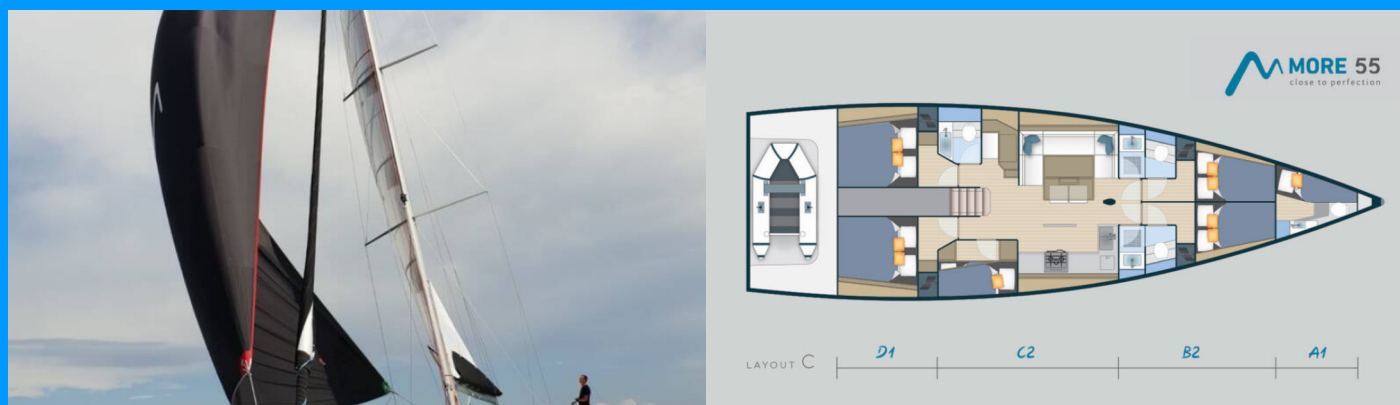 MORE 55
close to perfection
LAYOUT C
D1
C2
B2
A1